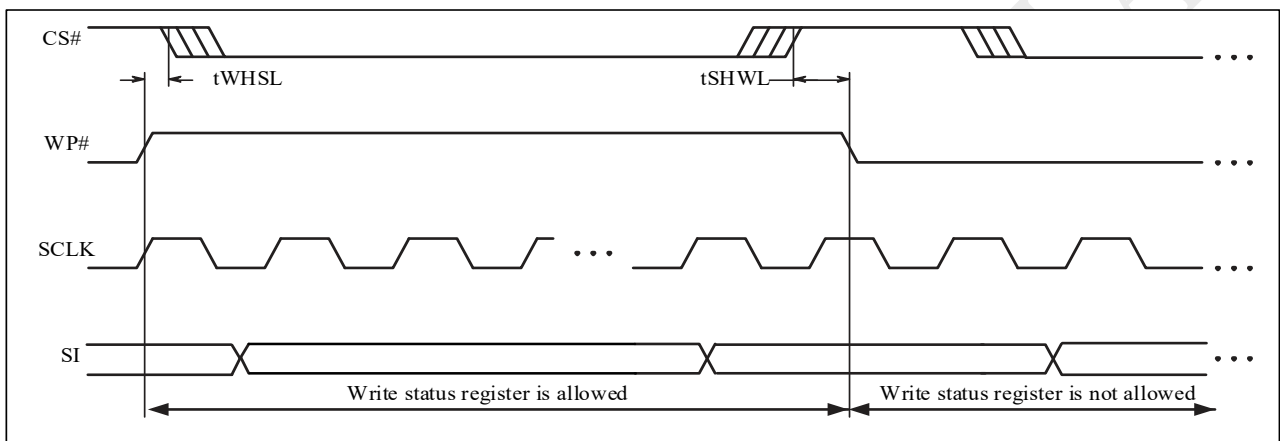 CS#
tWHSL
tSHWL
WP#
SCLK
SI
Write status register is allowed
Write status register is not allowed